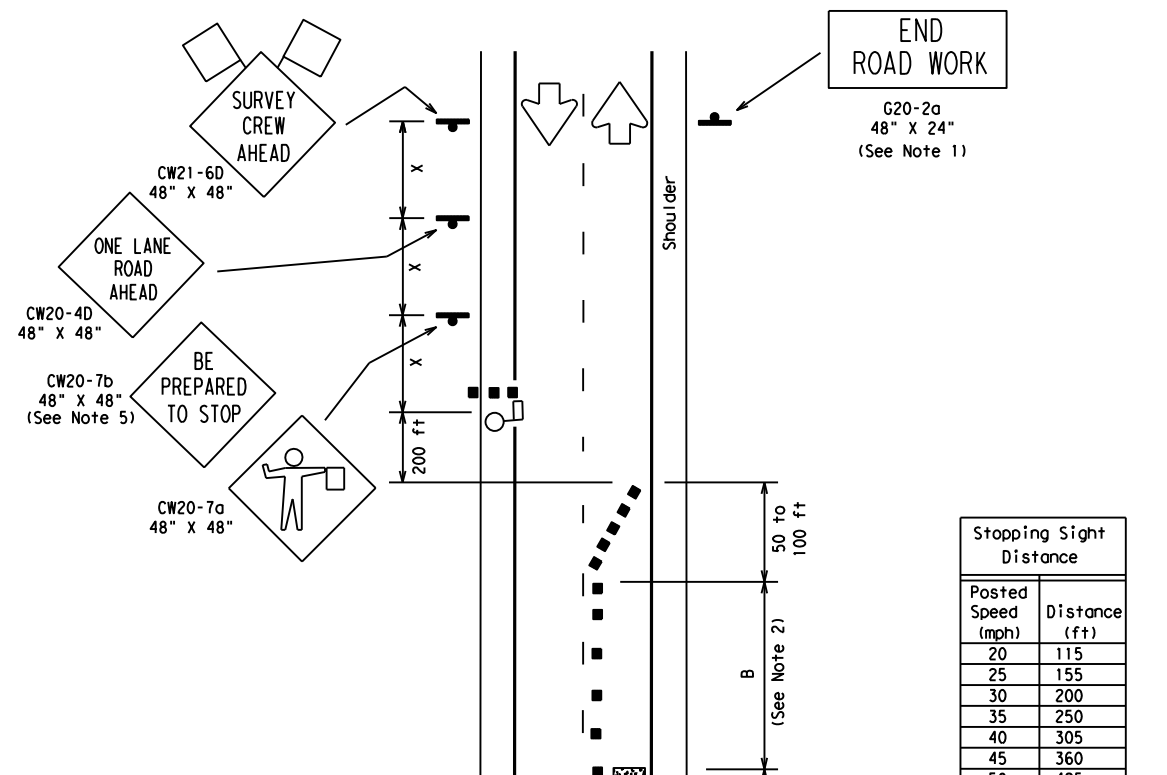 SURVEY
CREW
AHEAD
CW21-6D
48" X 48"
ONE LANE
ROAD
AHEAD
CW20-4D
48" X 48"
BE
PREPARED
TO STOP
CW20-7b
48" X 48"
(See Note 5)
CW20-7a
48" X 48"
X
X
X
200 ft
END
ROAD WORK
G20-2a
48" X 24"
(See Note 1)
Shoulder
50 to
100 ft
B
(See Note 2)
Stopping Sight
Distance
Posted
Speed
(mph)
Distance
(ft)
20 115
25 155
30 200
35 250
40 305
45 360